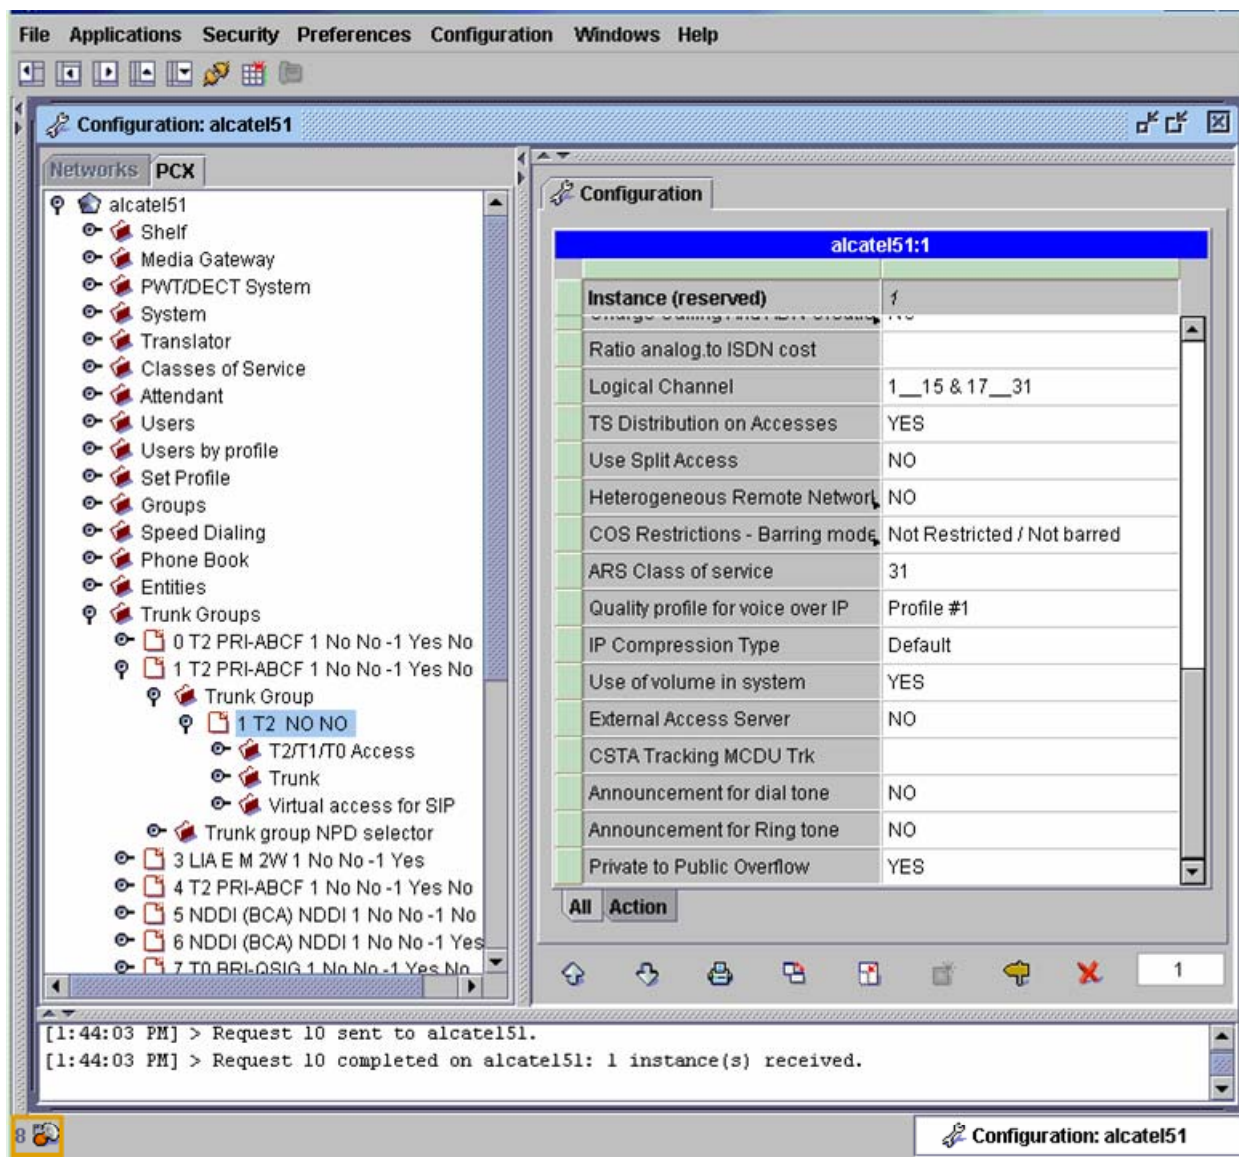 File Applications Security Preferences Configuration Windows Help
Configuration: alcatel51
Networks PCX
alcatel51
Shelf
Media Gateway
PWT/DECT System
System
Translator
Classes of Service
Attendant
Users
Users by profile
Set Profile
Groups
Speed Dialing
Phone Book
Entities
Trunk Groups
0 T2 PRI-ABCF 1 No No -1 Yes No
1 T2 PRI-ABCF 1 No No -1 Yes No
Trunk Group
1 T2 NO NO
T2/T1/T0 Access
Trunk
Virtual access for SIP
Trunk group NPD selector
3 LIA E M 2W 1 No No -1 Yes
4 T2 PRI-ABCF 1 No No -1 Yes No
5 NDDI (BCA) NDDI 1 No No -1 No
6 NDDI (BCA) NDDI 1 No No -1 Yes
7 T0 BRI-QSIG 1 No No -1 Yes No
Configuration
alcatel51:1
Instance (reserved) 1
Ratio analog.to ISDN cost
Logical Channel 1__15 & 17__31
TS Distribution on Accesses YES
Use Split Access NO
Heterogeneous Remote Network NO
COS Restrictions - Barring mode Not Restricted / Not barred
ARS Class of service 31
Quality profile for voice over IP Profile #1
IP Compression Type Default
Use of volume in system YES
External Access Server NO
CSTA Tracking MCDU Trk
Announcement for dial tone NO
Announcement for Ring tone NO
Private to Public Overflow YES
All Action
1
[1:44:03 PM] > Request 10 sent to alcatel51.
[1:44:03 PM] > Request 10 completed on alcatel51: 1 instance(s) received.
8
Configuration: alcatel51